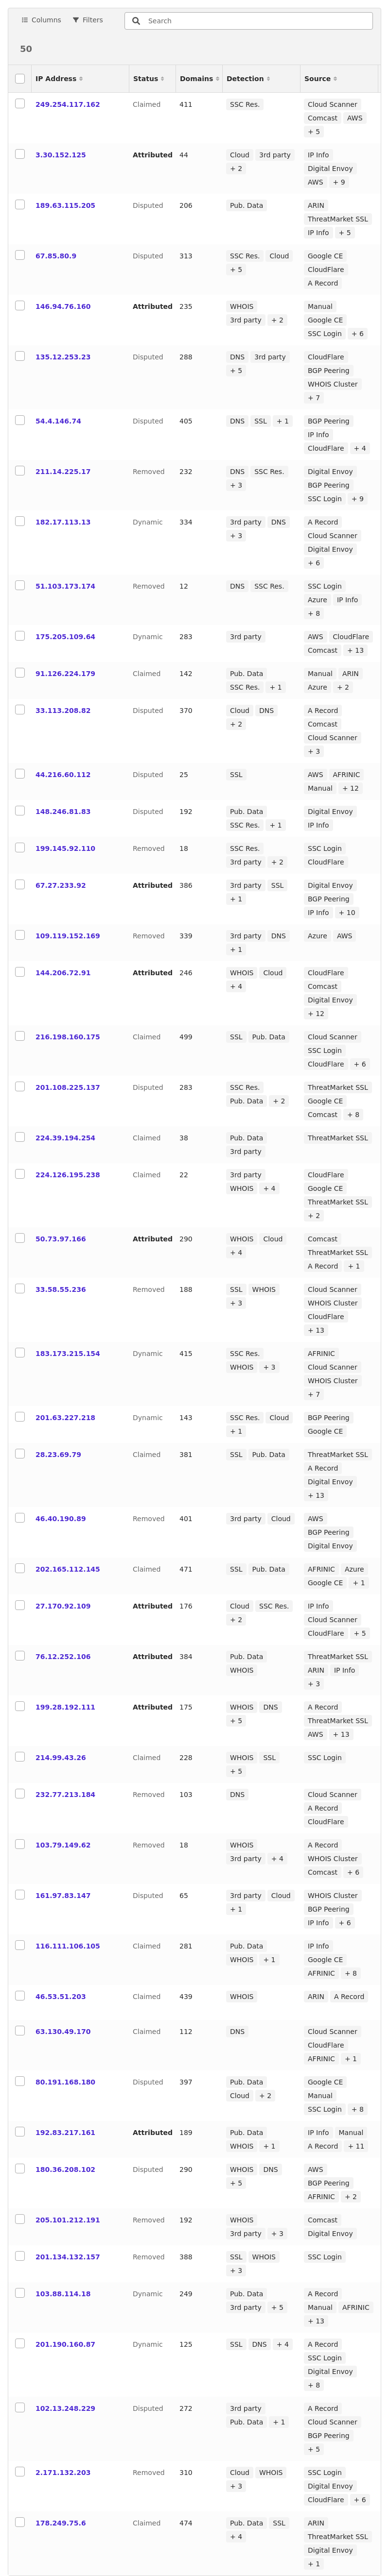 Columns Filters Search
50
IP Address Status Domains Detection Source
249.254.117.162 Claimed 411 SSC Res. Cloud Scanner
Comcast AWS
+ 5
3.30.152.125 Attributed 44 Cloud 3rd party IP Info
+ 2 Digital Envoy
AWS + 9
189.63.115.205 Disputed 206 Pub. Data ARIN
ThreatMarket SSL
IP Info + 5
67.85.80.9 Disputed 313 SSC Res. Cloud Google CE
+ 5 CloudFlare
A Record
146.94.76.160 Attributed 235 WHOIS Manual
3rd party + 2 Google CE
SSC Login + 6
135.12.253.23 Disputed 288 DNS 3rd party CloudFlare
+ 5 BGP Peering
WHOIS Cluster
+ 7
54.4.146.74 Disputed 405 DNS SSL + 1 BGP Peering
IP Info
CloudFlare + 4
211.14.225.17 Removed 232 DNS SSC Res. Digital Envoy
+ 3 BGP Peering
SSC Login + 9
182.17.113.13 Dynamic 334 3rd party DNS A Record
+ 3 Cloud Scanner
Digital Envoy
+ 6
51.103.173.174 Removed 12 DNS SSC Res. SSC Login
Azure IP Info
+ 8
175.205.109.64 Dynamic 283 3rd party AWS CloudFlare
Comcast + 13
91.126.224.179 Claimed 142 Pub. Data Manual ARIN
SSC Res. + 1 Azure + 2
33.113.208.82 Disputed 370 Cloud DNS A Record
+ 2 Comcast
Cloud Scanner
+ 3
44.216.60.112 Disputed 25 SSL AWS AFRINIC
Manual + 12
148.246.81.83 Disputed 192 Pub. Data Digital Envoy
SSC Res. + 1 IP Info
199.145.92.110 Removed 18 SSC Res. SSC Login
3rd party + 2 CloudFlare
67.27.233.92 Attributed 386 3rd party SSL Digital Envoy
+ 1 BGP Peering
IP Info + 10
109.119.152.169 Removed 339 3rd party DNS Azure AWS
+ 1
144.206.72.91 Attributed 246 WHOIS Cloud CloudFlare
+ 4 Comcast
Digital Envoy
+ 12
216.198.160.175 Claimed 499 SSL Pub. Data Cloud Scanner
SSC Login
CloudFlare + 6
201.108.225.137 Disputed 283 SSC Res. ThreatMarket SSL
Pub. Data + 2 Google CE
Comcast + 8
224.39.194.254 Claimed 38 Pub. Data ThreatMarket SSL
3rd party
224.126.195.238 Claimed 22 3rd party CloudFlare
WHOIS + 4 Google CE
ThreatMarket SSL
+ 2
50.73.97.166 Attributed 290 WHOIS Cloud Comcast
+ 4 ThreatMarket SSL
A Record + 1
33.58.55.236 Removed 188 SSL WHOIS Cloud Scanner
+ 3 WHOIS Cluster
CloudFlare
+ 13
183.173.215.154 Dynamic 415 SSC Res. AFRINIC
WHOIS + 3 Cloud Scanner
WHOIS Cluster
+ 7
201.63.227.218 Dynamic 143 SSC Res. Cloud BGP Peering
+ 1 Google CE
28.23.69.79 Claimed 381 SSL Pub. Data ThreatMarket SSL
A Record
Digital Envoy
+ 13
46.40.190.89 Removed 401 3rd party Cloud AWS
BGP Peering
Digital Envoy
202.165.112.145 Claimed 471 SSL Pub. Data AFRINIC Azure
Google CE + 1
27.170.92.109 Attributed 176 Cloud SSC Res. IP Info
+ 2 Cloud Scanner
CloudFlare + 5
76.12.252.106 Attributed 384 Pub. Data ThreatMarket SSL
WHOIS ARIN IP Info
+ 3
199.28.192.111 Attributed 175 WHOIS DNS A Record
+ 5 ThreatMarket SSL
AWS + 13
214.99.43.26 Claimed 228 WHOIS SSL SSC Login
+ 5
232.77.213.184 Removed 103 DNS Cloud Scanner
A Record
CloudFlare
103.79.149.62 Removed 18 WHOIS A Record
3rd party + 4 WHOIS Cluster
Comcast + 6
161.97.83.147 Disputed 65 3rd party Cloud WHOIS Cluster
+ 1 BGP Peering
IP Info + 6
116.111.106.105 Claimed 281 Pub. Data IP Info
WHOIS + 1 Google CE
AFRINIC + 8
46.53.51.203 Claimed 439 WHOIS ARIN A Record
63.130.49.170 Claimed 112 DNS Cloud Scanner
CloudFlare
AFRINIC + 1
80.191.168.180 Disputed 397 Pub. Data Google CE
Cloud + 2 Manual
SSC Login + 8
192.83.217.161 Attributed 189 Pub. Data IP Info Manual
WHOIS + 1 A Record + 11
180.36.208.102 Disputed 290 WHOIS DNS AWS
+ 5 BGP Peering
AFRINIC + 2
205.101.212.191 Removed 192 WHOIS Comcast
3rd party + 3 Digital Envoy
201.134.132.157 Removed 388 SSL WHOIS SSC Login
+ 3
103.88.114.18 Dynamic 249 Pub. Data A Record
3rd party + 5 Manual AFRINIC
+ 13
201.190.160.87 Dynamic 125 SSL DNS + 4 A Record
SSC Login
Digital Envoy
+ 8
102.13.248.229 Disputed 272 3rd party A Record
Pub. Data + 1 Cloud Scanner
BGP Peering
+ 5
2.171.132.203 Removed 310 Cloud WHOIS SSC Login
+ 3 Digital Envoy
CloudFlare + 6
178.249.75.6 Claimed 474 Pub. Data SSL ARIN
+ 4 ThreatMarket SSL
Digital Envoy
+ 1